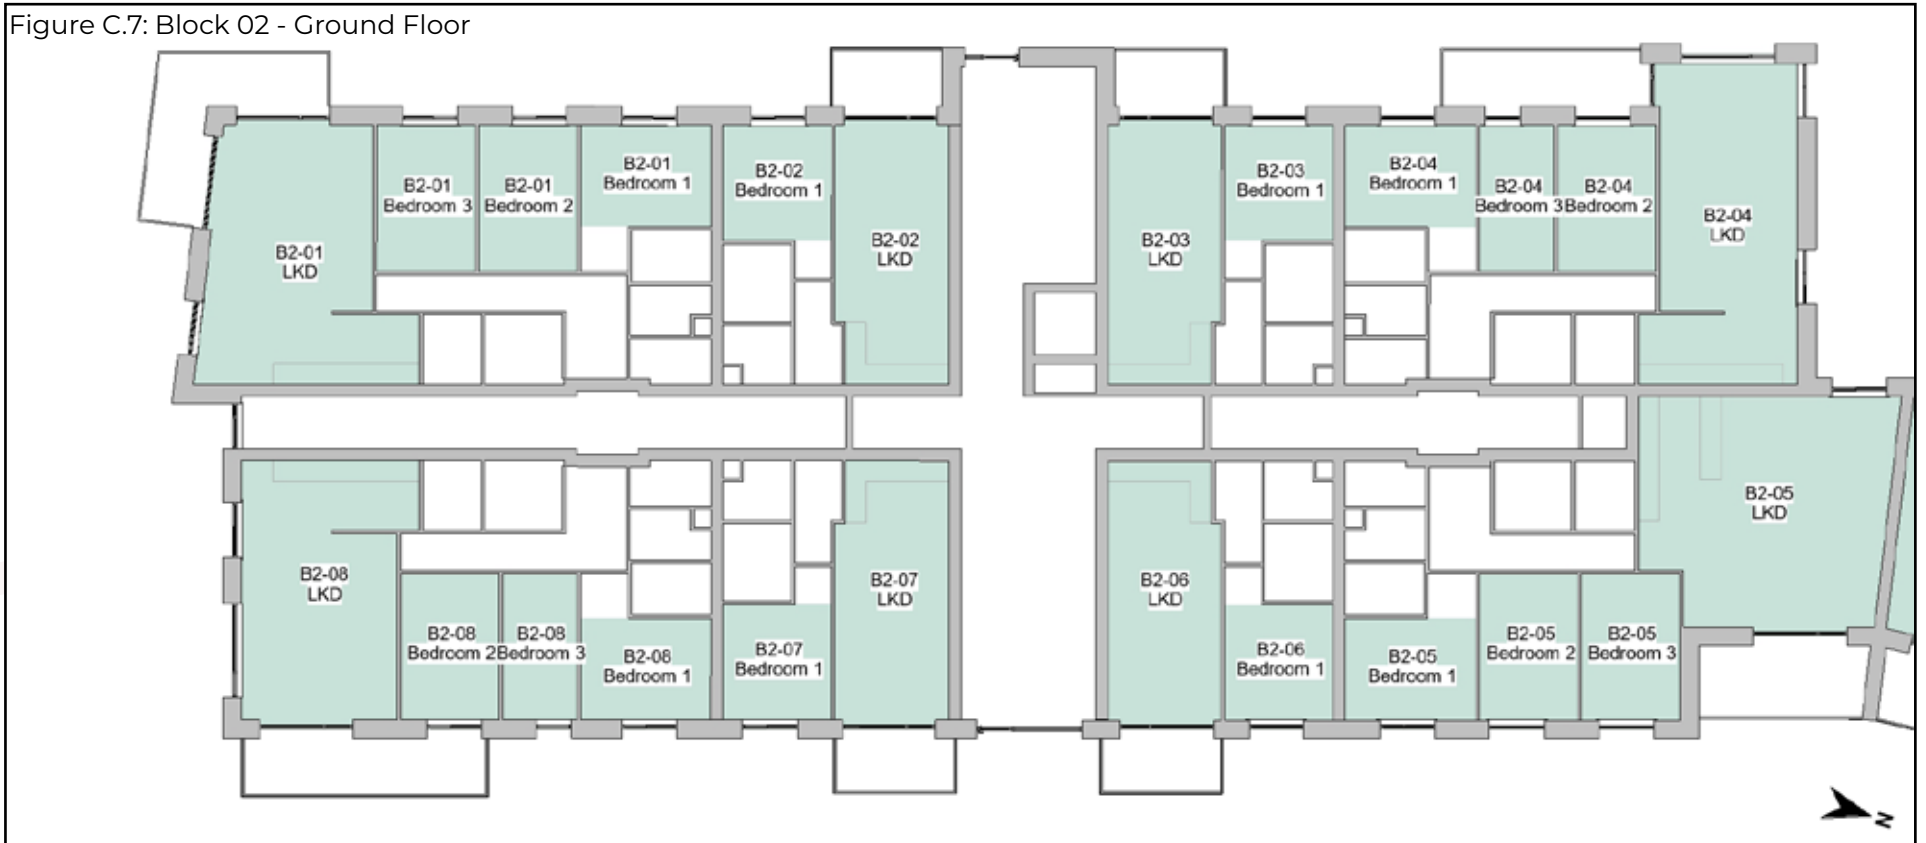 Figure C.7: Block 02 - Ground Floor
B2-01
LKD
B2-01
Bedroom 3
B2-01
Bedroom 2
B2-01
Bedroom 1
B2-02
Bedroom 1
B2-02
LKD
B2-03
LKD
B2-03
Bedroom 1
B2-04
Bedroom 1
B2-04
Bedroom 3
B2-04
Bedroom 2
B2-04
LKD
B2-05
LKD
B2-08
LKD
B2-08
Bedroom 2
B2-08
Bedroom 3
B2-08
Bedroom 1
B2-07
Bedroom 1
B2-07
LKD
B2-06
LKD
B2-06
Bedroom 1
B2-05
Bedroom 1
B2-05
Bedroom 2
B2-05
Bedroom 3
N